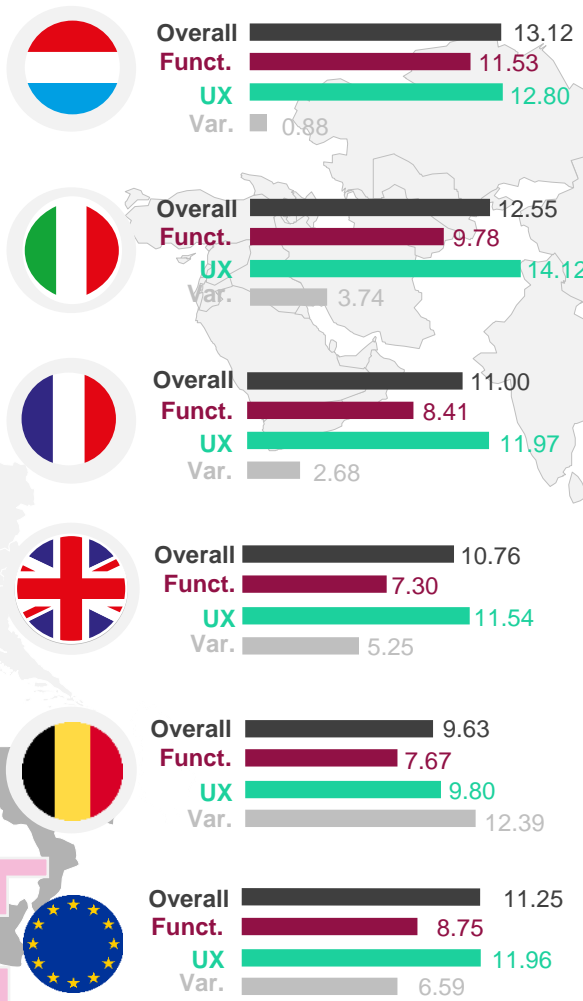 Overall 13.12
Funct. 11.53
UX 12.80
Var. 0.88
Overall 12.55
Funct. 9.78
UX 14.12
Var. 3.74
Overall 11.00
Funct. 8.41
UX 11.97
Var. 2.68
Overall 10.76
Funct. 7.30
UX 11.54
Var. 5.25
Overall 9.63
Funct. 7.67
UX 9.80
Var. 12.39
Overall 11.25
Funct. 8.75
UX 11.96
Var. 6.59